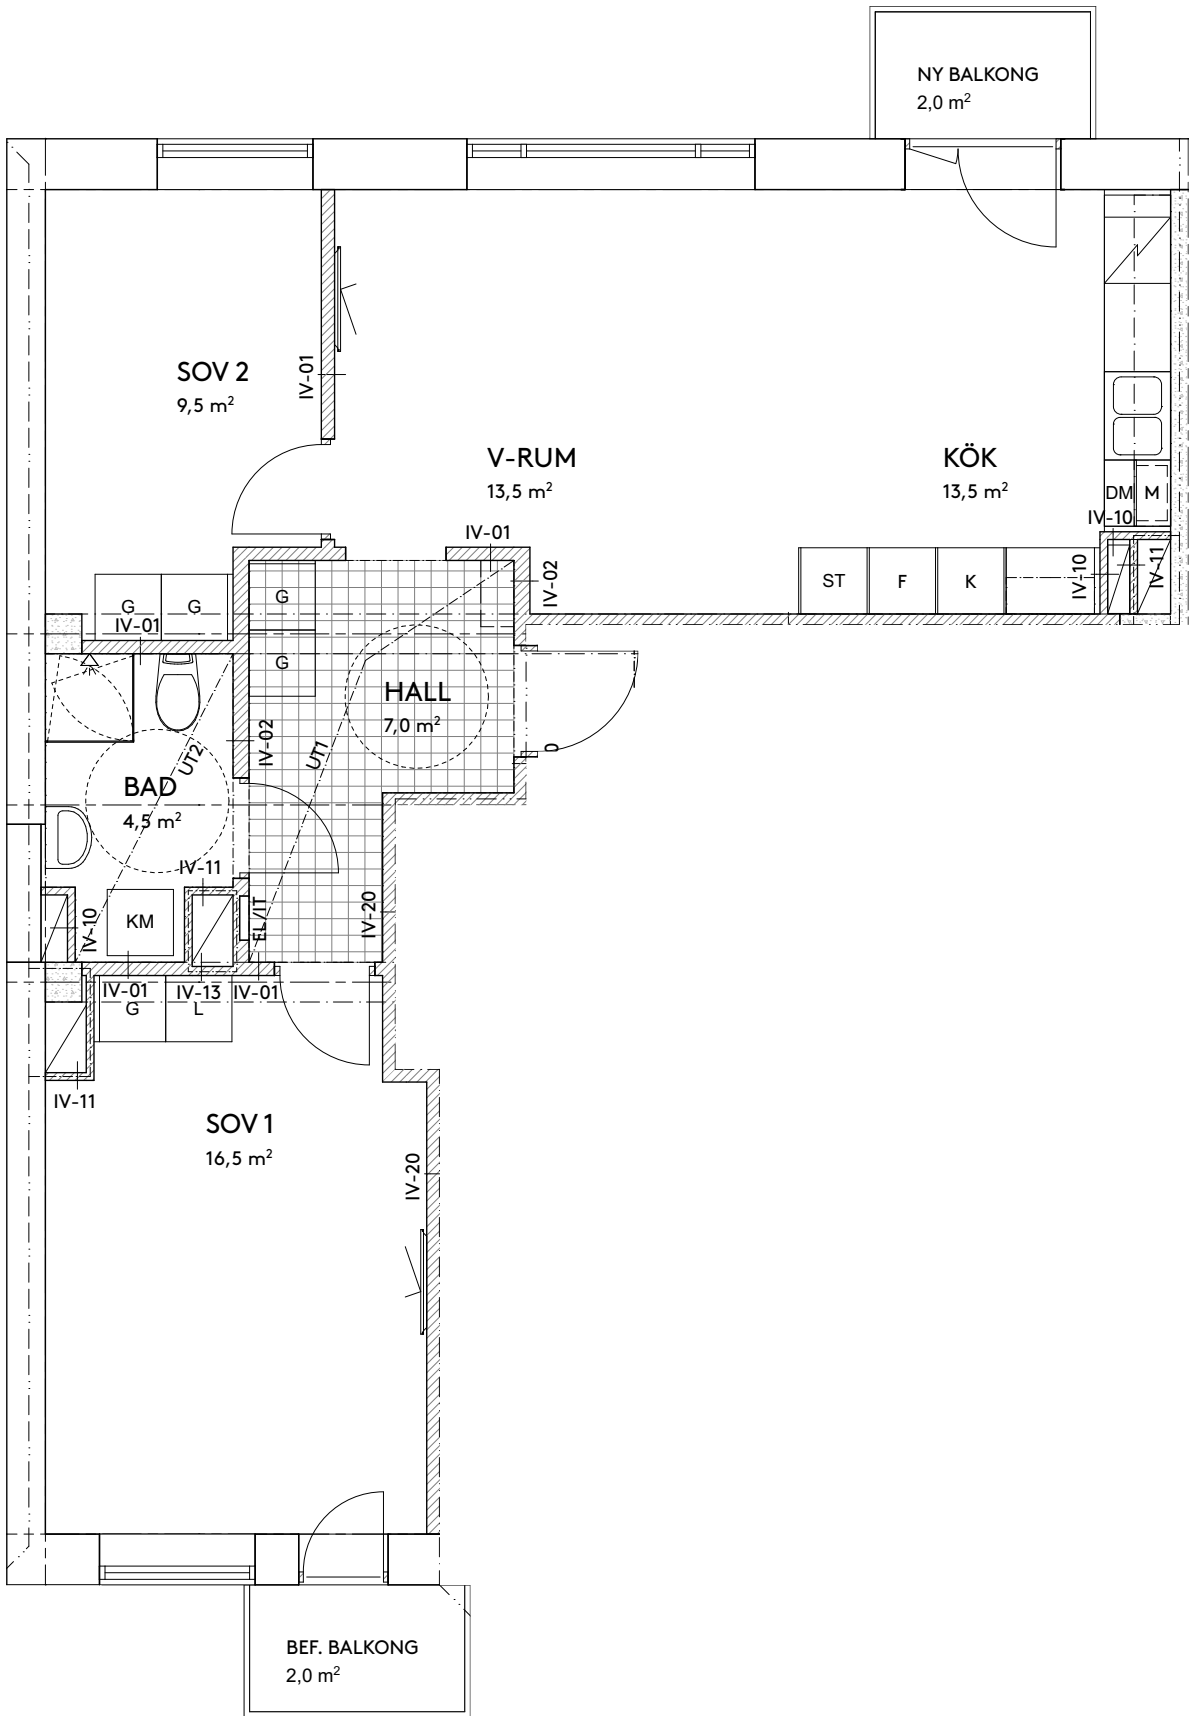 NY BALKONG
2,0 m²
SOV 2
9,5 m²
IV-01
V-RUM
13,5 m²
KÖK
13,5 m²
DM
M
IV-10
IV-01
IV-02
ST
F
K
IV-10
IV-11
G
G
IV-01
G
G
HALL
7,0 m²
IV-02
UT1
UT2
D
BAD
4,5 m²
IV-11
KM
IV-10
EL/IT
IV-20
IV-01
G
IV-13
L
IV-01
IV-11
SOV 1
16,5 m²
IV-20
BEF. BALKONG
2,0 m²